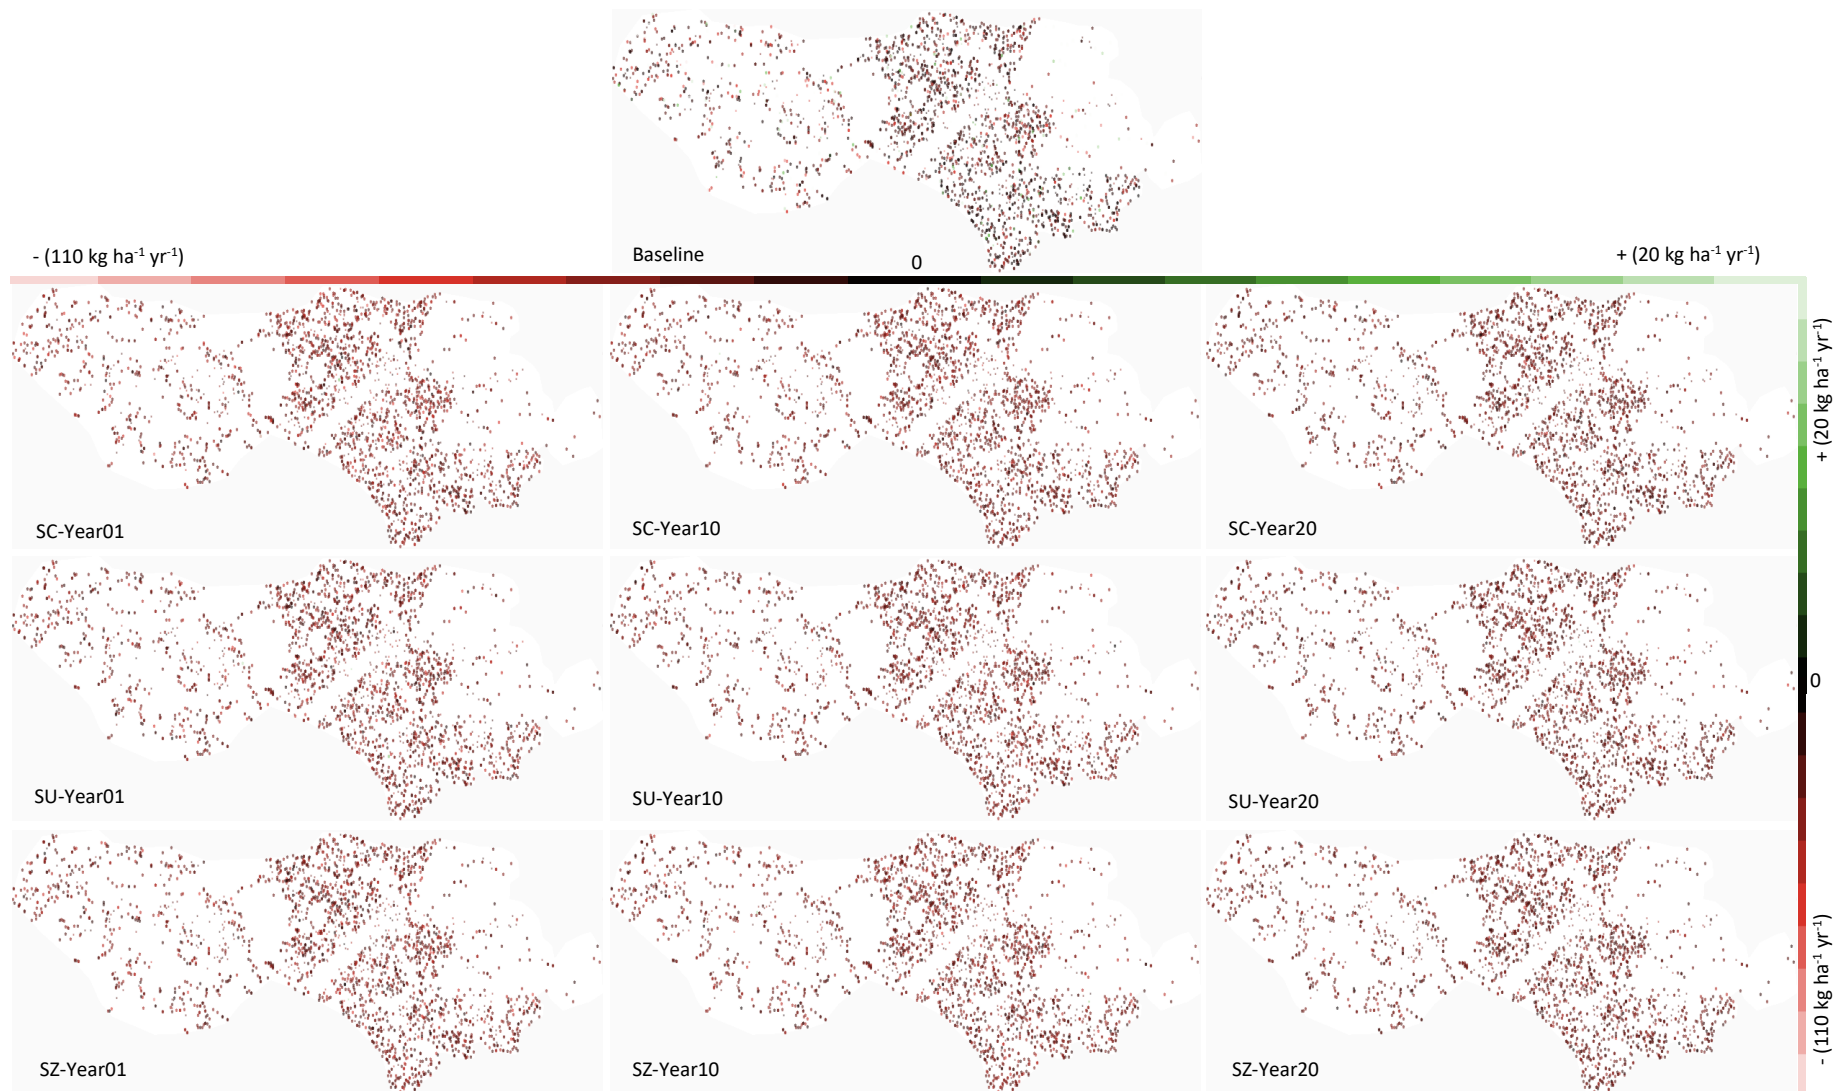 Baseline
- (110 kg ha⁻¹ yr⁻¹)
0
+ (20 kg ha⁻¹ yr⁻¹)
+ (20 kg ha⁻¹ yr⁻¹)
SC-Year01
SC-Year10
SC-Year20
0
SU-Year01
SU-Year10
SU-Year20
- (110 kg ha⁻¹ yr⁻¹)
SZ-Year01
SZ-Year10
SZ-Year20